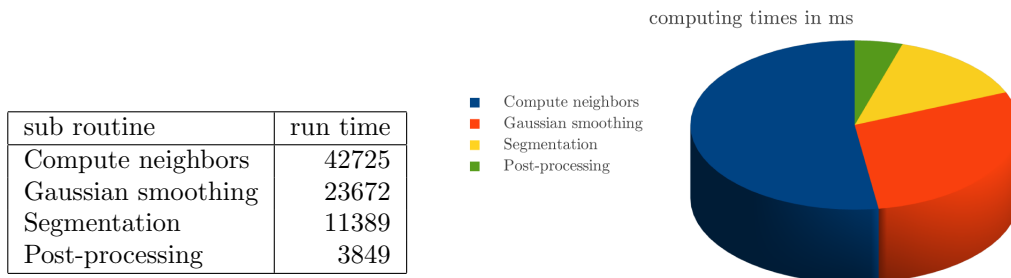 sub routine run time
Compute neighbors 42725
Gaussian smoothing 23672
Segmentation 11389
Post-processing 3849
computing times in ms
Compute neighbors
Gaussian smoothing
Segmentation
Post-processing